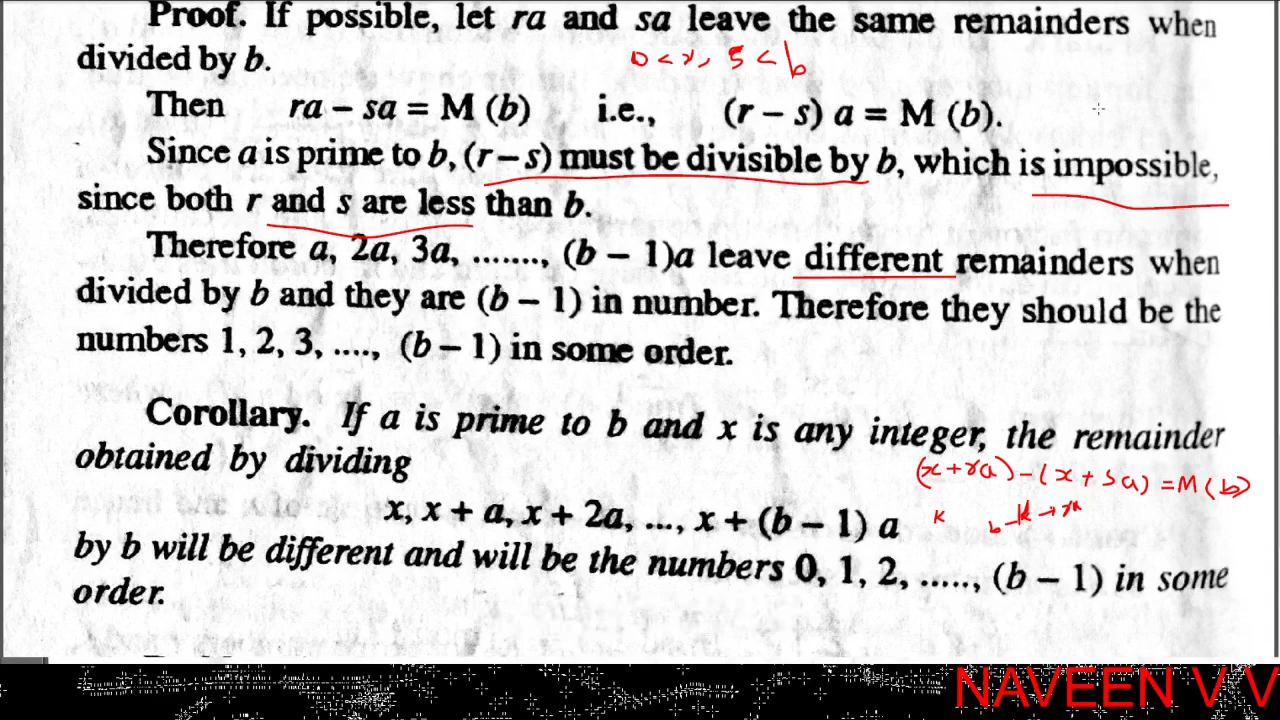 Proof. If possible, let ra and sa leave the same remainders when
divided by b.
0 < r, s < b
Then ra – sa = M (b) i.e., (r – s) a = M (b).
Since a is prime to b, (r – s) must be divisible by b, which is impossible,
since both r and s are less than b.
Therefore a, 2a, 3a, ......., (b – 1)a leave different remainders when
divided by b and they are (b – 1) in number. Therefore they should be the
numbers 1, 2, 3, ...., (b – 1) in some order.
Corollary. If a is prime to b and x is any integer, the remainder
obtained by dividing
(x+ra) – (x+sa) = M(b)
x, x + a, x + 2a, ..., x + (b – 1) a
k b – k →
by b will be different and will be the numbers 0, 1, 2, ....., (b – 1) in some
order.
NAVEEN V V